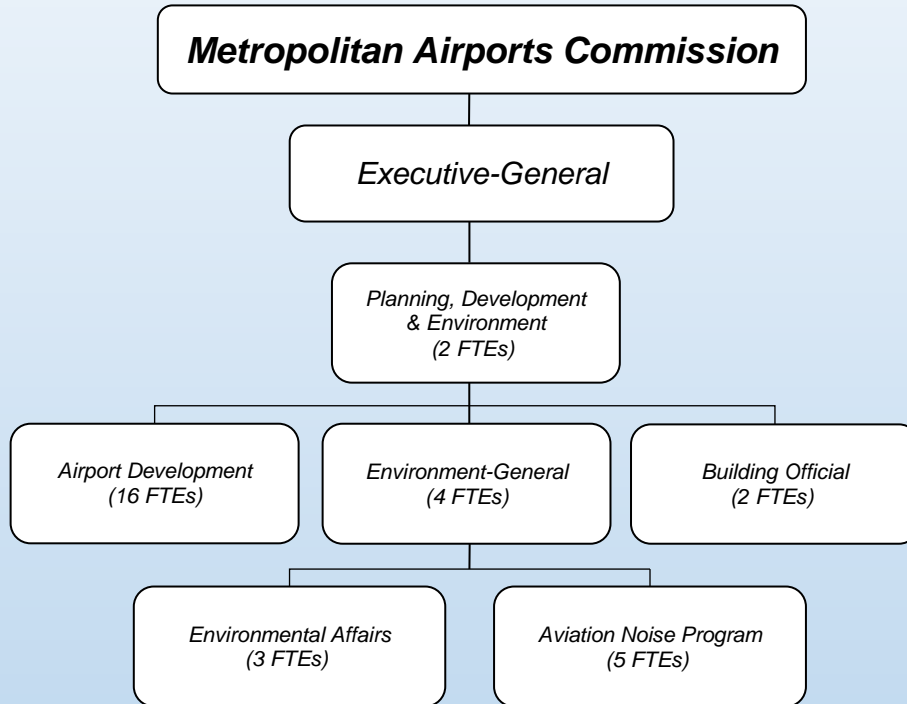 Metropolitan Airports Commission
Executive-General
Planning, Development
& Environment
(2 FTEs)
Airport Development
(16 FTEs)
Environment-General
(4 FTEs)
Building Official
(2 FTEs)
Environmental Affairs
(3 FTEs)
Aviation Noise Program
(5 FTEs)